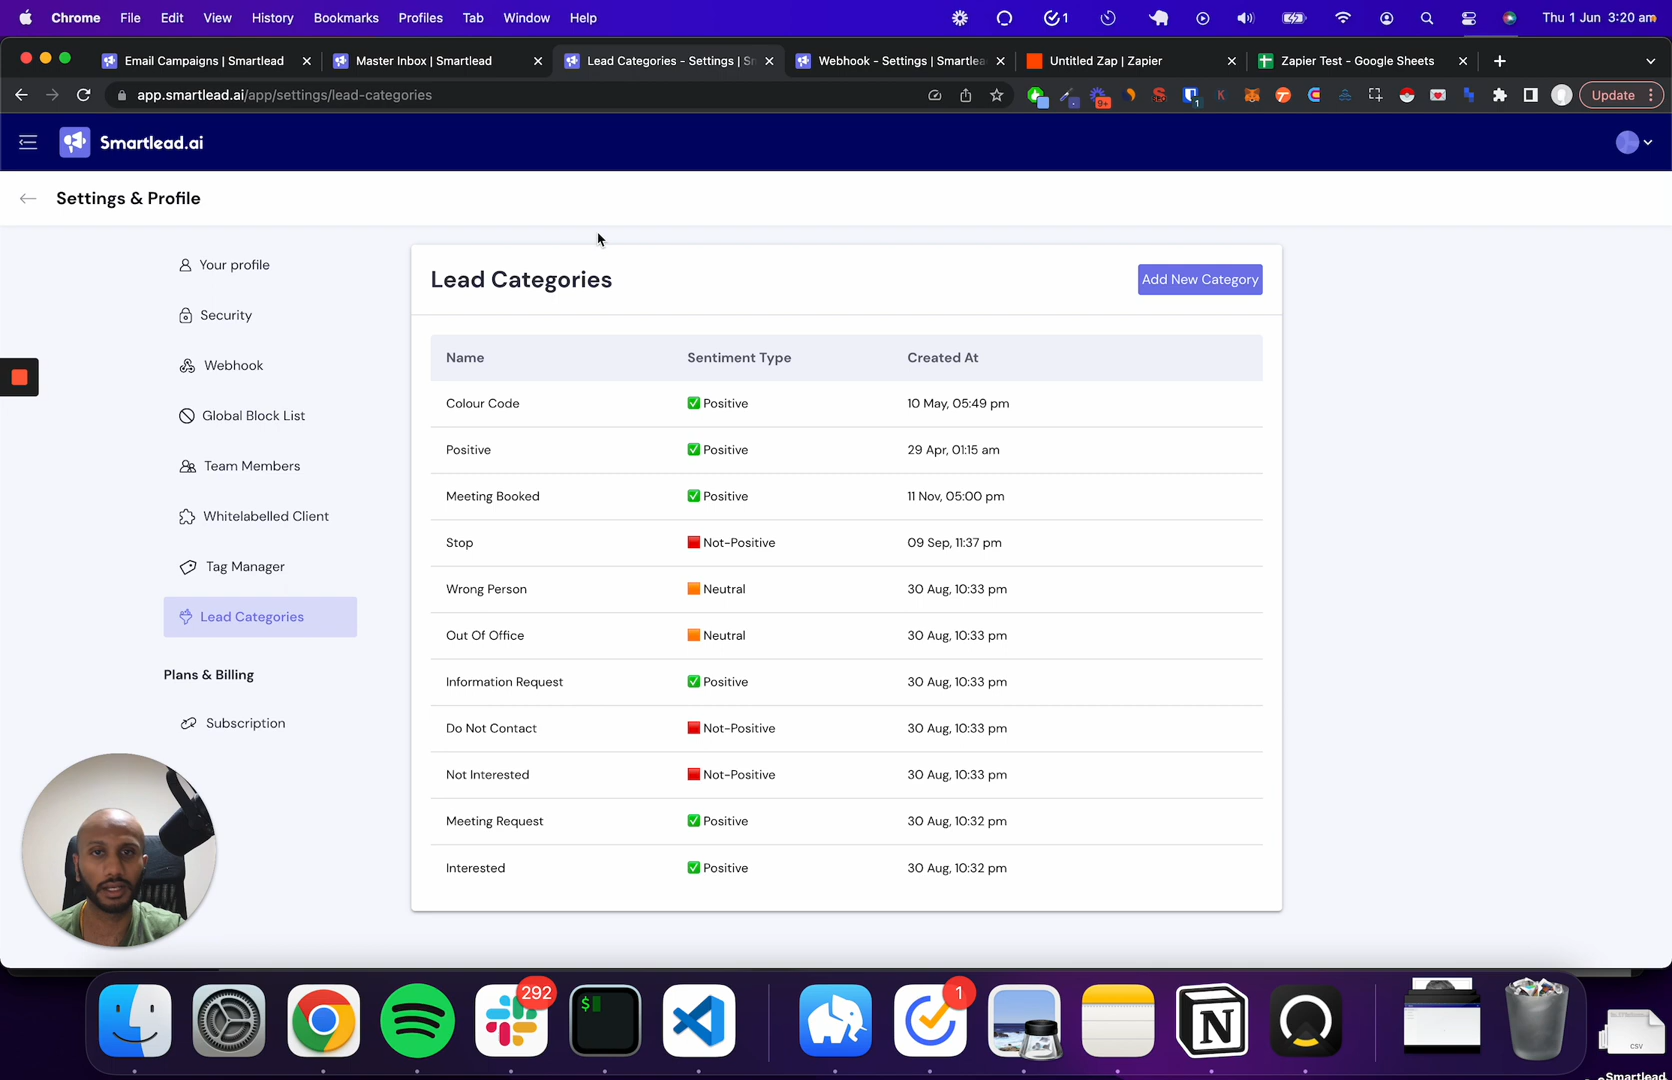 Chrome File Edit View History Bookmarks Profiles Tab Window Help 1 Thu 1 Jun 3:20 am
Email Campaigns | Smartlead
Master Inbox | Smartlead
Lead Categories - Settings | S
Webhook - Settings | Smartlea
Untitled Zap | Zapier
Zapier Test - Google Sheets
app.smartlead.ai/app/settings/lead-categories
9+
1
Update
Smartlead.ai
Settings & Profile
Your profile
Security
Webhook
Global Block List
Team Members
Whitelabelled Client
Tag Manager
Lead Categories
Plans & Billing
Subscription
Lead Categories
Add New Category
Name Sentiment Type Created At
Colour Code Positive 10 May, 05:49 pm
Positive Positive 29 Apr, 01:15 am
Meeting Booked Positive 11 Nov, 05:00 pm
Stop Not-Positive 09 Sep, 11:37 pm
Wrong Person Neutral 30 Aug, 10:33 pm
Out Of Office Neutral 30 Aug, 10:33 pm
Information Request Positive 30 Aug, 10:33 pm
Do Not Contact Not-Positive 30 Aug, 10:33 pm
Not Interested Not-Positive 30 Aug, 10:33 pm
Meeting Request Positive 30 Aug, 10:32 pm
Interested Positive 30 Aug, 10:32 pm
292
$
1
N
CSV
Smartlead